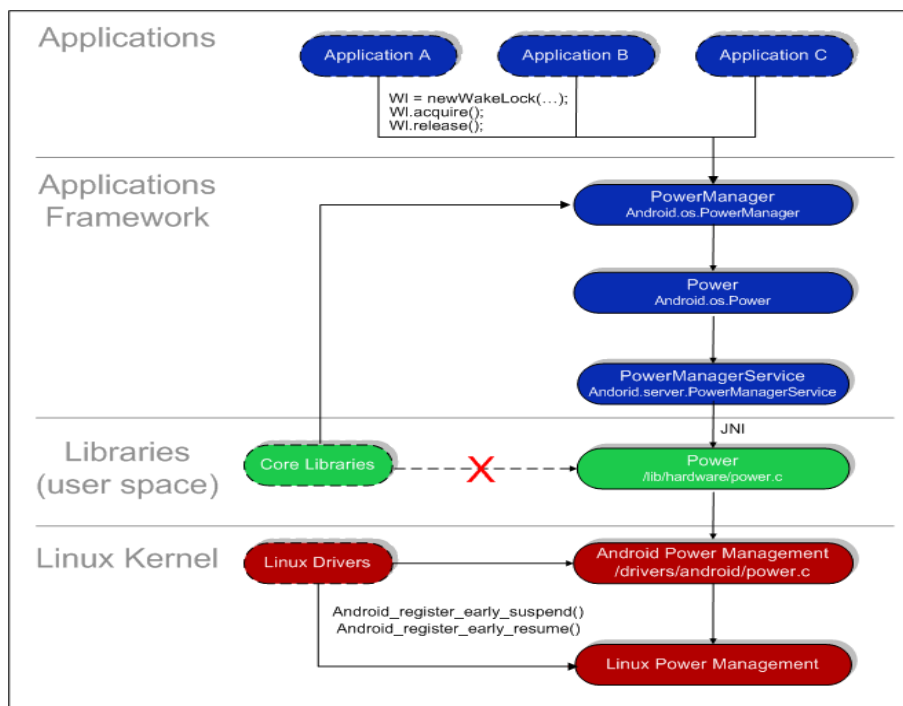 Applications
Application A
Application B
Application C
Wl = newWakeLock(...);
Wl.acquire();
Wl.release();
Applications
Framework
PowerManager
Android.os.PowerManager
Power
Android.os.Power
PowerManagerService
Andorid.server.PowerManagerService
JNI
Libraries
(user space)
Core Libraries
X
Power
/lib/hardware/power.c
Linux Kernel
Linux Drivers
Android Power Management
/drivers/android/power.c
Android_register_early_suspend()
Android_register_early_resume()
Linux Power Management